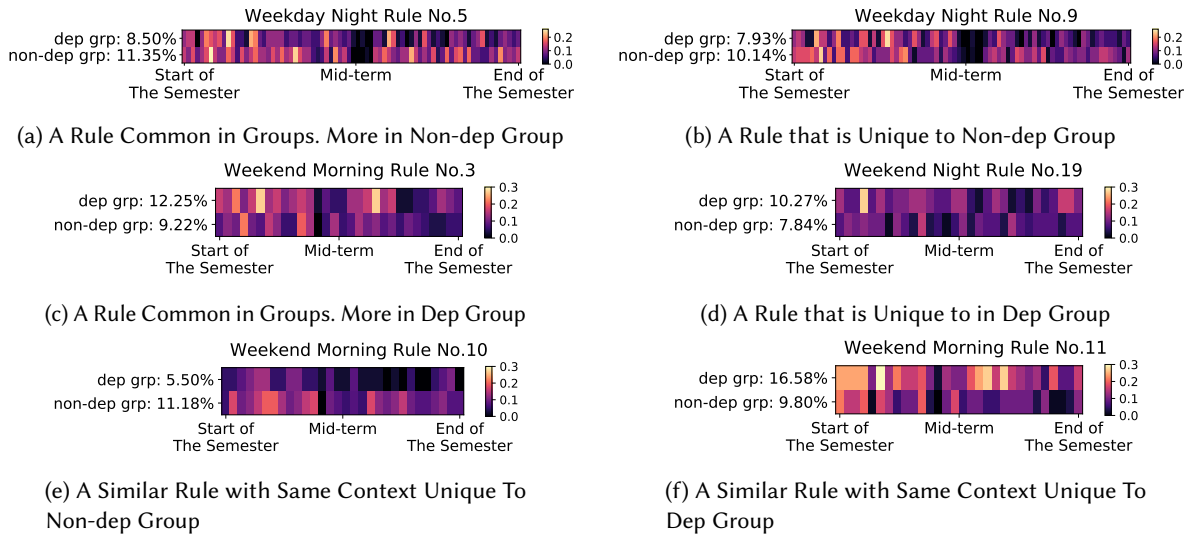 Weekday Night Rule No.5
dep grp: 8.50%
non-dep grp: 11.35%
0.2
0.1
0.0
Start of
The Semester
Mid-term
End of
The Semester
(a) A Rule Common in Groups. More in Non-dep Group
Weekday Night Rule No.9
dep grp: 7.93%
non-dep grp: 10.14%
0.2
0.1
0.0
Start of
The Semester
Mid-term
End of
The Semester
(b) A Rule that is Unique to Non-dep Group
Weekend Morning Rule No.3
dep grp: 12.25%
non-dep grp: 9.22%
0.3
0.2
0.1
0.0
Start of
The Semester
Mid-term
End of
The Semester
(c) A Rule Common in Groups. More in Dep Group
Weekend Night Rule No.19
dep grp: 10.27%
non-dep grp: 7.84%
0.3
0.2
0.1
0.0
Start of
The Semester
Mid-term
End of
The Semester
(d) A Rule that is Unique to in Dep Group
Weekend Morning Rule No.10
dep grp: 5.50%
non-dep grp: 11.18%
0.3
0.2
0.1
0.0
Start of
The Semester
Mid-term
End of
The Semester
(e) A Similar Rule with Same Context Unique To
Non-dep Group
Weekend Morning Rule No.11
dep grp: 16.58%
non-dep grp: 9.80%
0.3
0.2
0.1
0.0
Start of
The Semester
Mid-term
End of
The Semester
(f) A Similar Rule with Same Context Unique To
Dep Group